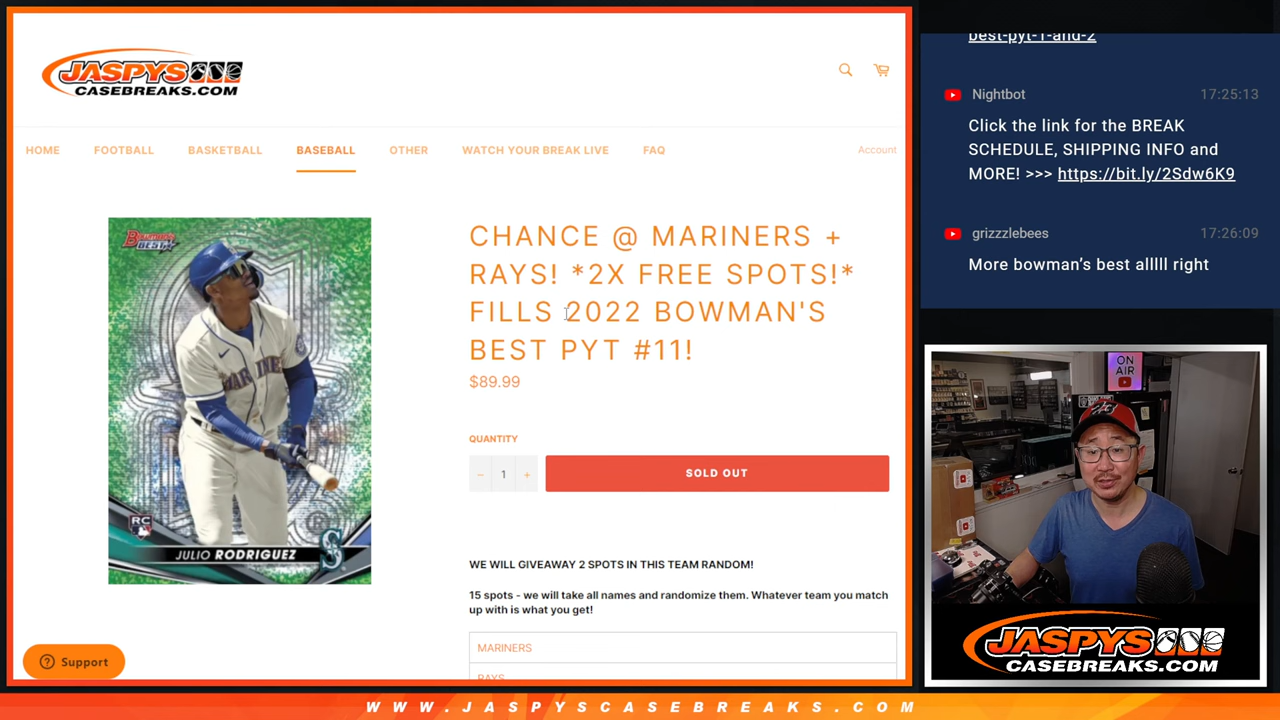 JASPYS
CASEBREAKS.COM
HOME FOOTBALL BASKETBALL BASEBALL OTHER WATCH YOUR BREAK LIVE FAQ Account
BOWMAN'S
BEST
RC
JULIO RODRIGUEZ
CHANCE @ MARINERS +
RAYS! *2X FREE SPOTS!*
FILLS 2022 BOWMAN'S
BEST PYT #11!
$89.99
QUANTITY
− 1 + SOLD OUT
WE WILL GIVEAWAY 2 SPOTS IN THIS TEAM RANDOM!
15 spots - we will take all names and randomize them. Whatever team you match
up with is what you get!
MARINERS
RAYS
Support
best-pyt-1-and-2
Nightbot 17:25:13
Click the link for the BREAK
SCHEDULE, SHIPPING INFO and
MORE! >>> https://bit.ly/2Sdw6K9
grizzzlebees 17:26:09
More bowman's best alllll right
ON
AIR
JASPYS
CASEBREAKS.COM
WWW.JASPYSCASEBREAKS.COM